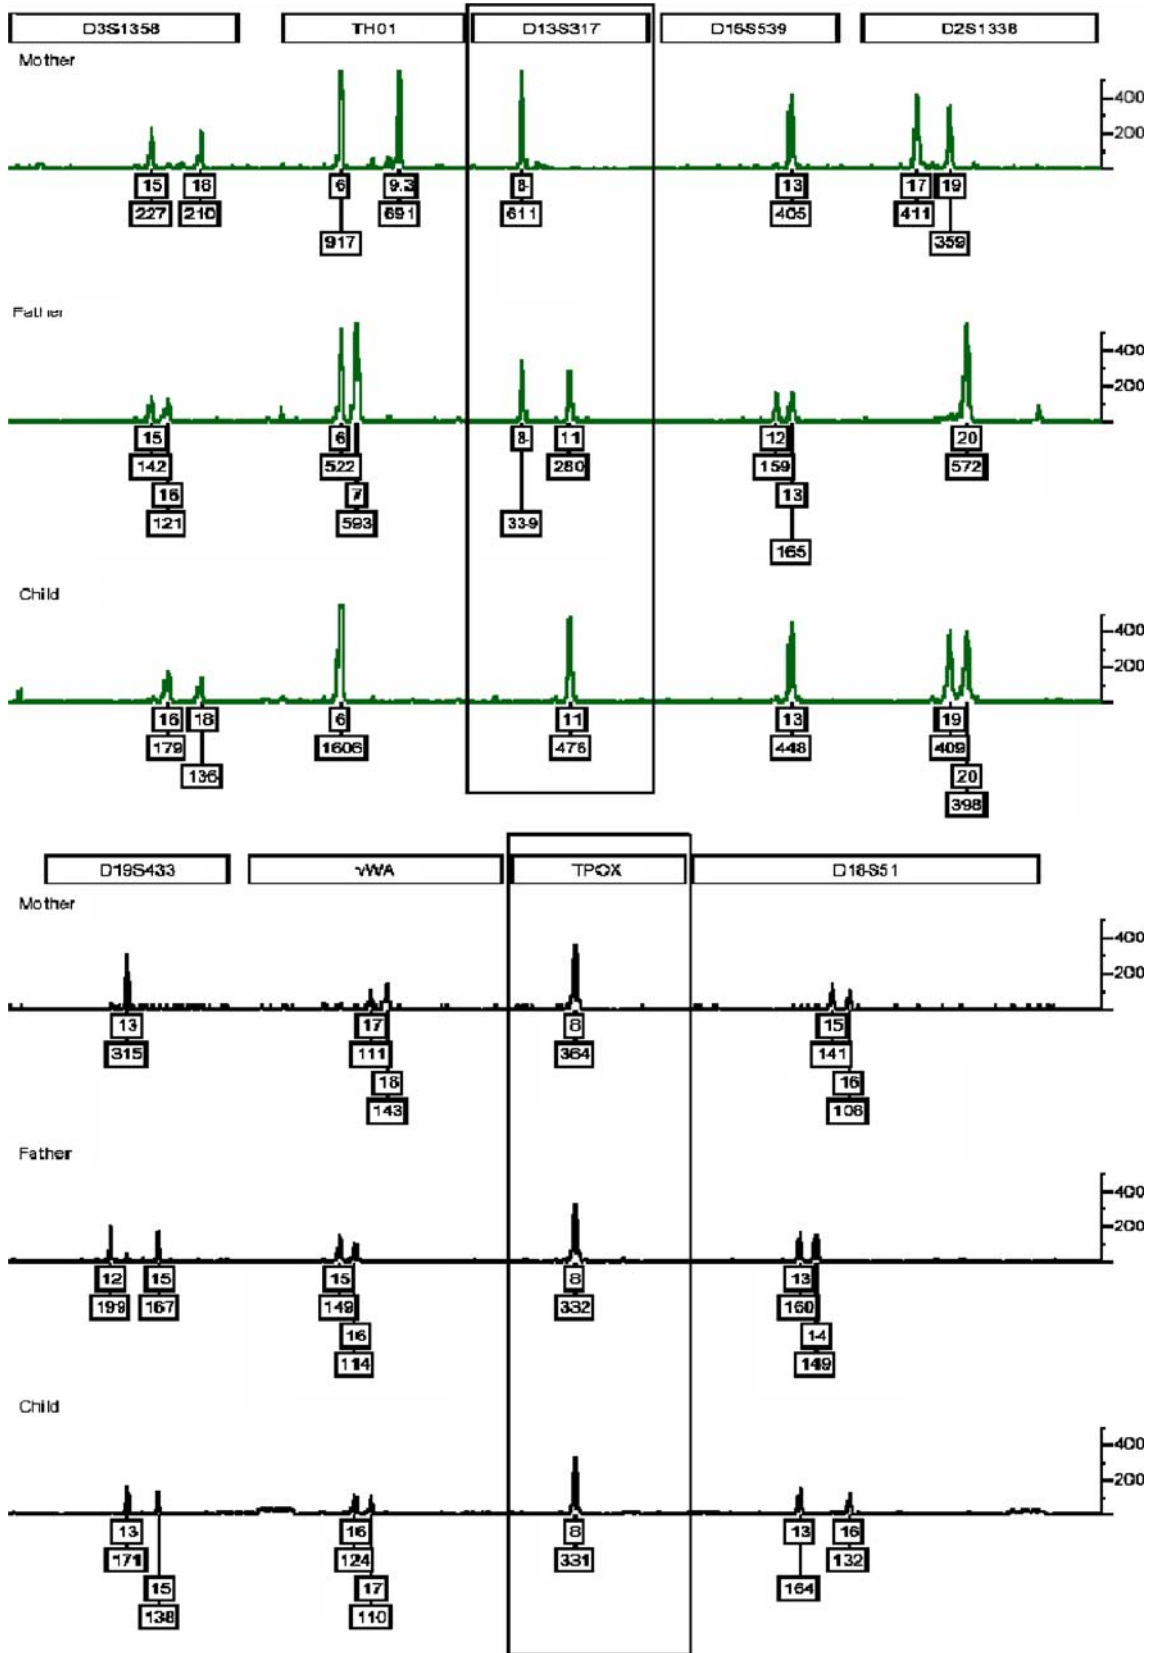 D3S1358 TH01 D13S317 D16S539 D2S1338
Mother
400
200
15 18 6 9.3 8 13 17 19
227 210 691 611 405 411
917 359
Father
400
200
15 6 8 11 12 20
142 522 280 159 572
16 7 13
121 593 339
165
Child
400
200
16 18 6 11 13 19
179 1606 476 448 409
136 20
398
D19S433 vWA TPOX D18S51
Mother
400
200
13 17 8 15
315 111 364 141
18 16
143 106
Father
400
200
12 15 15 8 13
199 167 149 332 160
16 14
114 149
Child
400
200
13 16 8 13 16
171 124 331 132
15 17 164
138 110